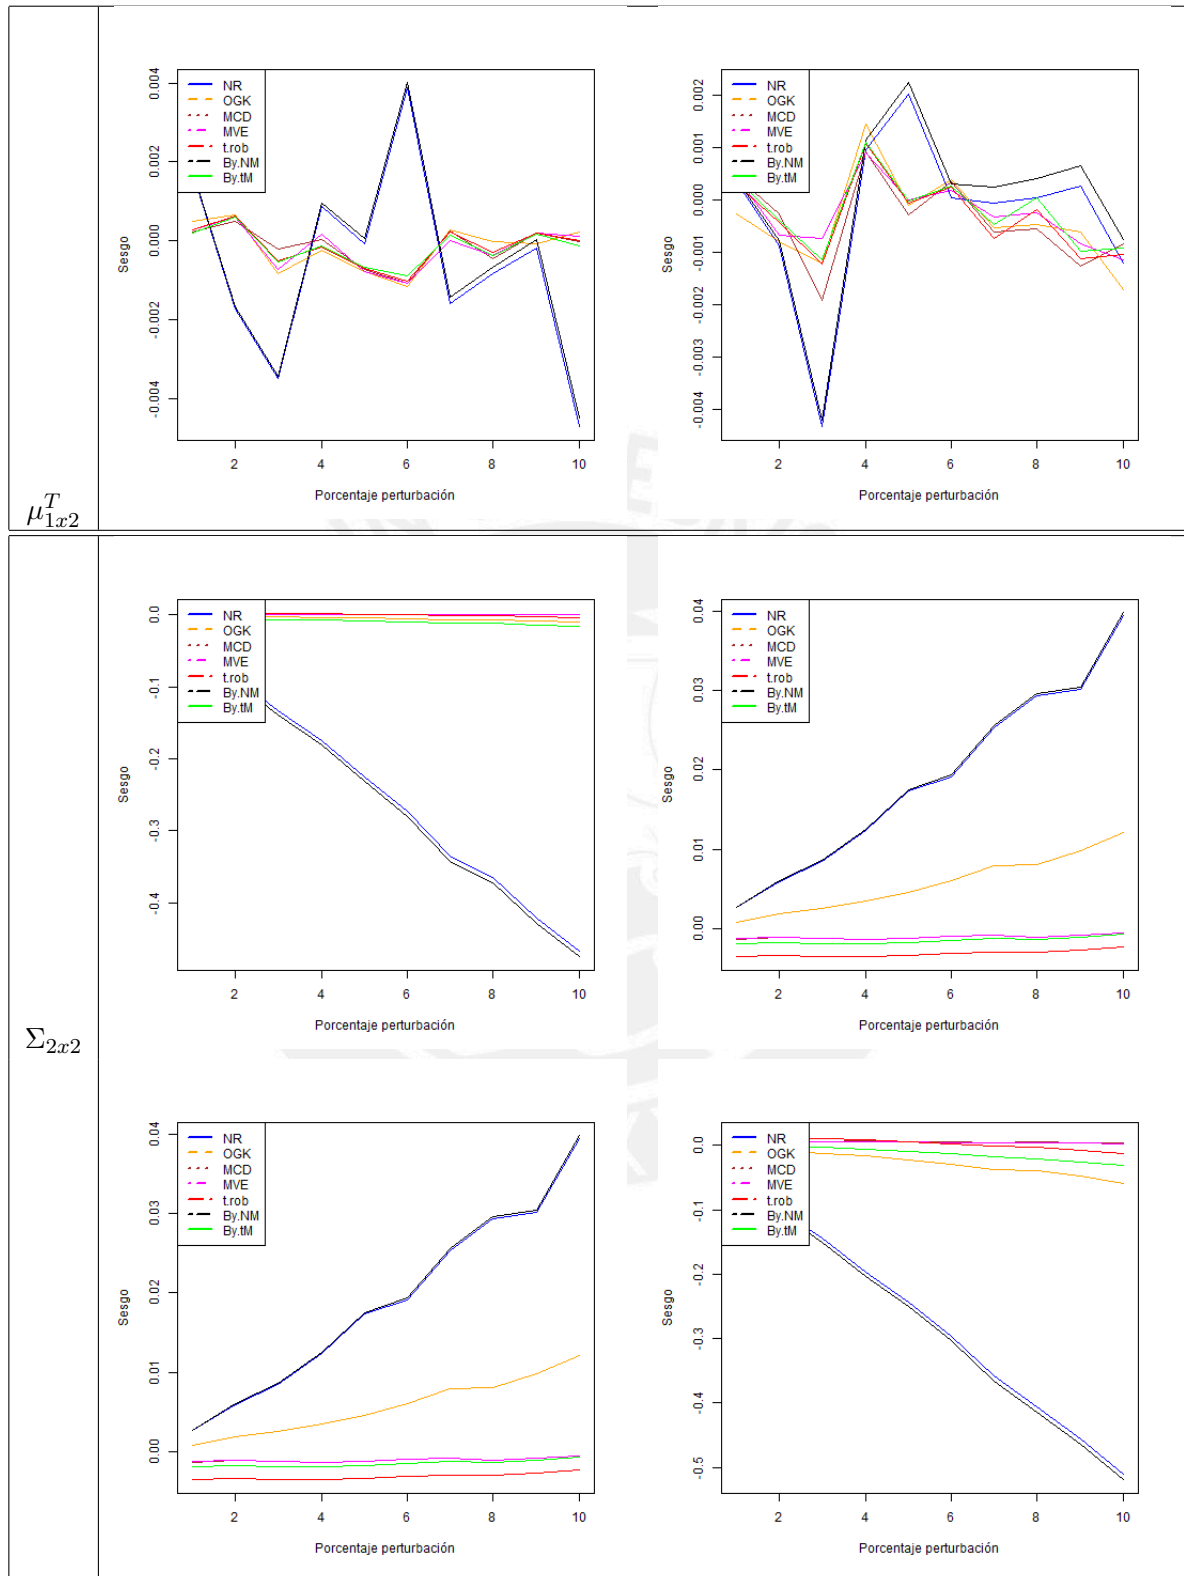 0.004
0.002
0.000
-0.002
-0.004
Sesgo
NR
OGK
MCD
MVE
t.rob
By.NM
By.tM
2 4 6 8 10
Porcentaje perturbación
0.002
0.001
0.000
-0.001
-0.002
-0.003
-0.004
Sesgo
NR
OGK
MCD
MVE
t.rob
By.NM
By.tM
2 4 6 8 10
Porcentaje perturbación
μ^T_{1x2}
0.0
-0.1
-0.2
-0.3
-0.4
Sesgo
NR
OGK
MCD
MVE
t.rob
By.NM
By.tM
2 4 6 8 10
Porcentaje perturbación
0.04
0.03
0.02
0.01
0.00
Sesgo
NR
OGK
MCD
MVE
t.rob
By.NM
By.tM
2 4 6 8 10
Porcentaje perturbación
Σ_{2x2}
0.04
0.03
0.02
0.01
0.00
Sesgo
NR
OGK
MCD
MVE
t.rob
By.NM
By.tM
2 4 6 8 10
Porcentaje perturbación
0.0
-0.1
-0.2
-0.3
-0.4
-0.5
Sesgo
NR
OGK
MCD
MVE
t.rob
By.NM
By.tM
2 4 6 8 10
Porcentaje perturbación